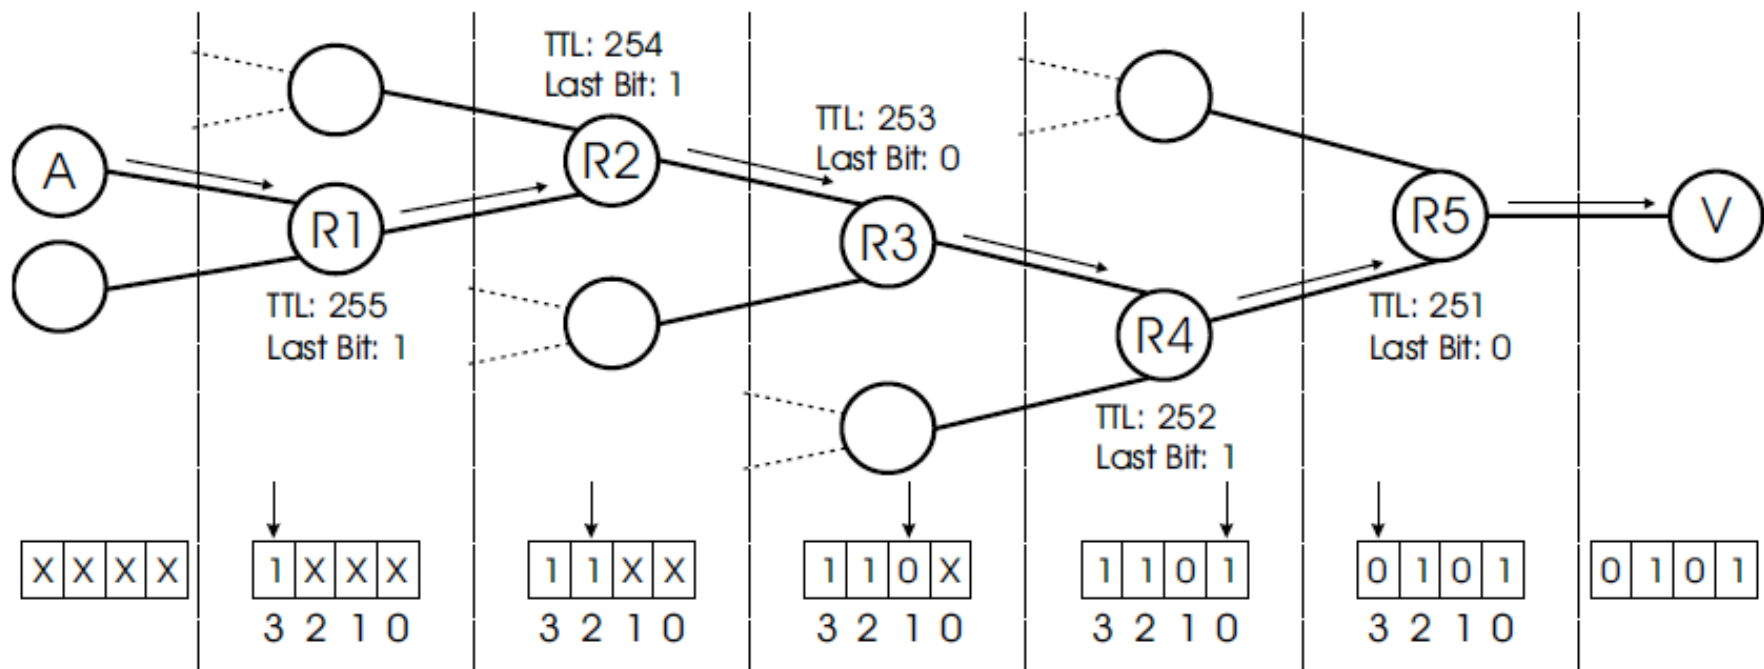 TTL: 254
Last Bit: 1
TTL: 253
Last Bit: 0
A
R1
R2
R3
R4
R5
V
TTL: 255
Last Bit: 1
TTL: 251
Last Bit: 0
TTL: 252
Last Bit: 1
X X X X
1 X X X
1 1 X X
1 1 0 X
1 1 0 1
0 1 0 1
0 1 0 1
3 2 1 0
3 2 1 0
3 2 1 0
3 2 1 0
3 2 1 0